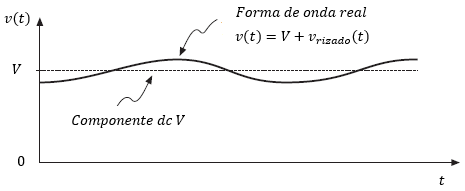 v(t)
Forma de onda real
v(t) = V + v_rizado(t)
V
Componente dc V
0
t